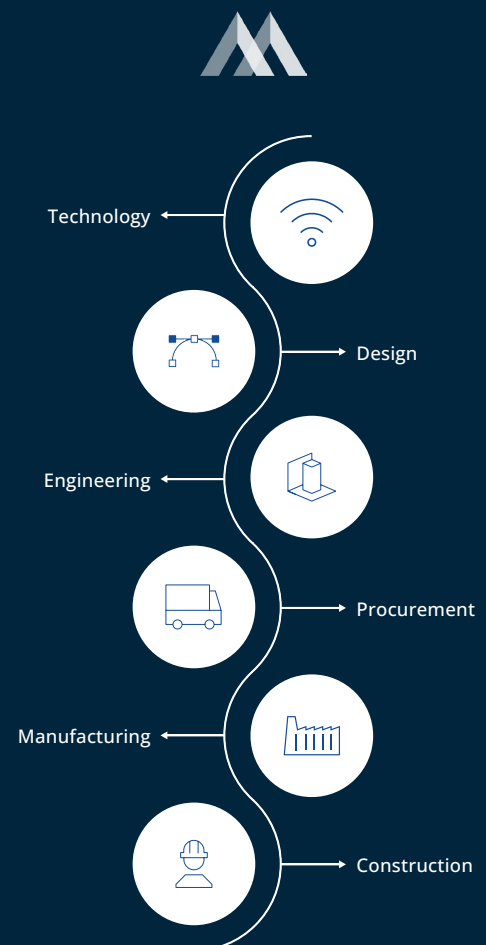 Technology
Design
Engineering
Procurement
Manufacturing
Construction